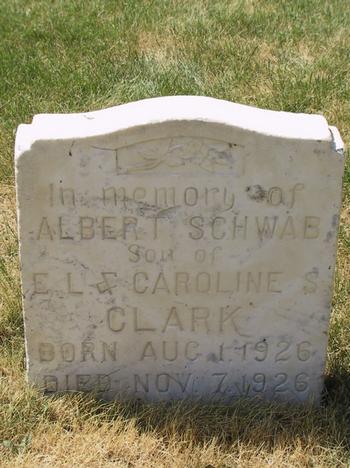 In memory of
ALBERT SCHWAB
Son of
E. L. & CAROLINE S.
CLARK
BORN AUG. 1. 1926
DIED NOV. 7. 1926